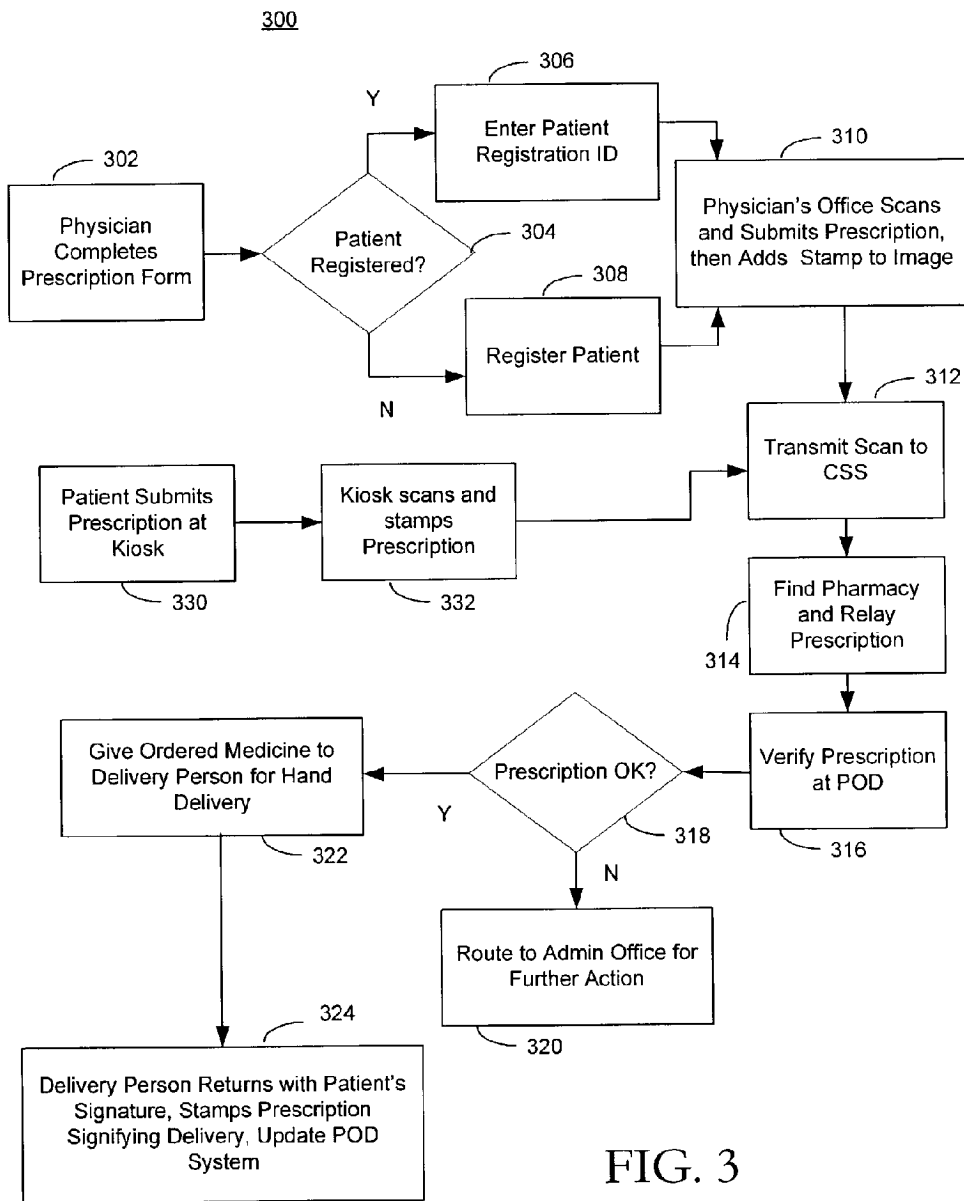 300
306
Y
Enter Patient
Registration ID
302
310
Physician
Completes
Prescription Form
Patient
Registered?
304
Physician's Office Scans
and Submits Prescription,
then Adds Stamp to Image
308
Register Patient
N
312
Transmit Scan to
CSS
Patient Submits
Prescription at
Kiosk
330
Kiosk scans and
stamps
Prescription
332
Find Pharmacy
and Relay
Prescription
314
Give Ordered Medicine to
Delivery Person for Hand
Delivery
322
Y
Prescription OK?
318
Verify Prescription
at POD
316
N
Route to Admin Office for
Further Action
320
324
Delivery Person Returns with Patient's
Signature, Stamps Prescription
Signifying Delivery, Update POD
System
FIG. 3